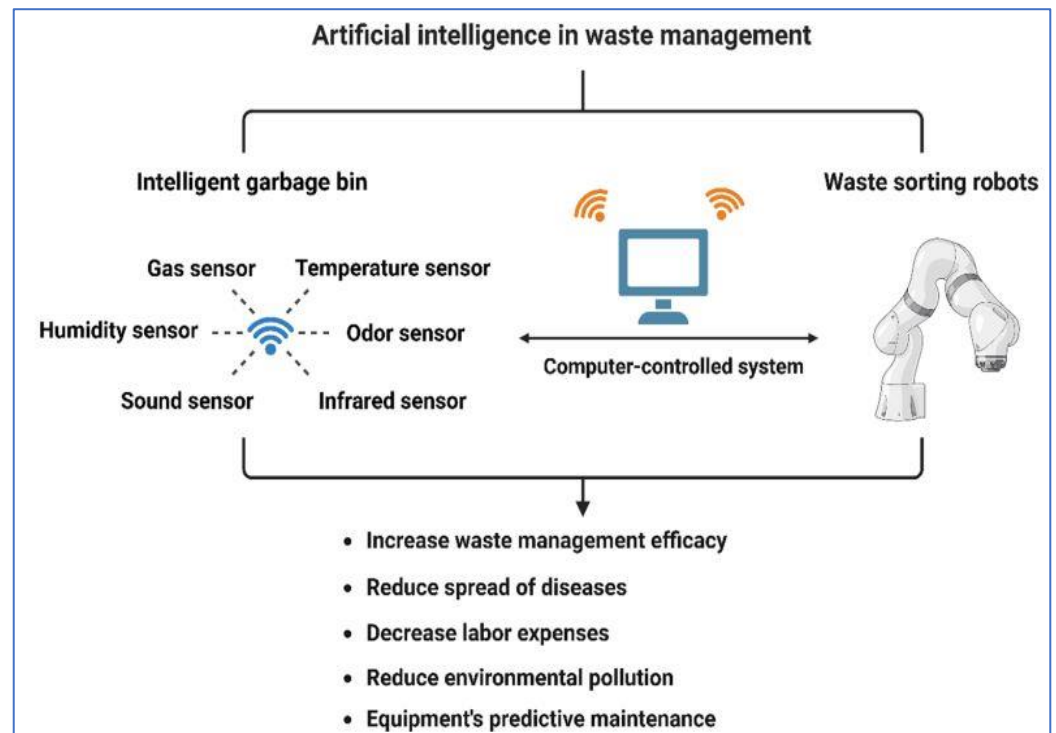 Artificial intelligence in waste management
Intelligent garbage bin
Waste sorting robots
Gas sensor
Temperature sensor
Humidity sensor
Odor sensor
Sound sensor
Infrared sensor
Computer-controlled system
• Increase waste management efficacy
• Reduce spread of diseases
• Decrease labor expenses
• Reduce environmental pollution
• Equipment's predictive maintenance